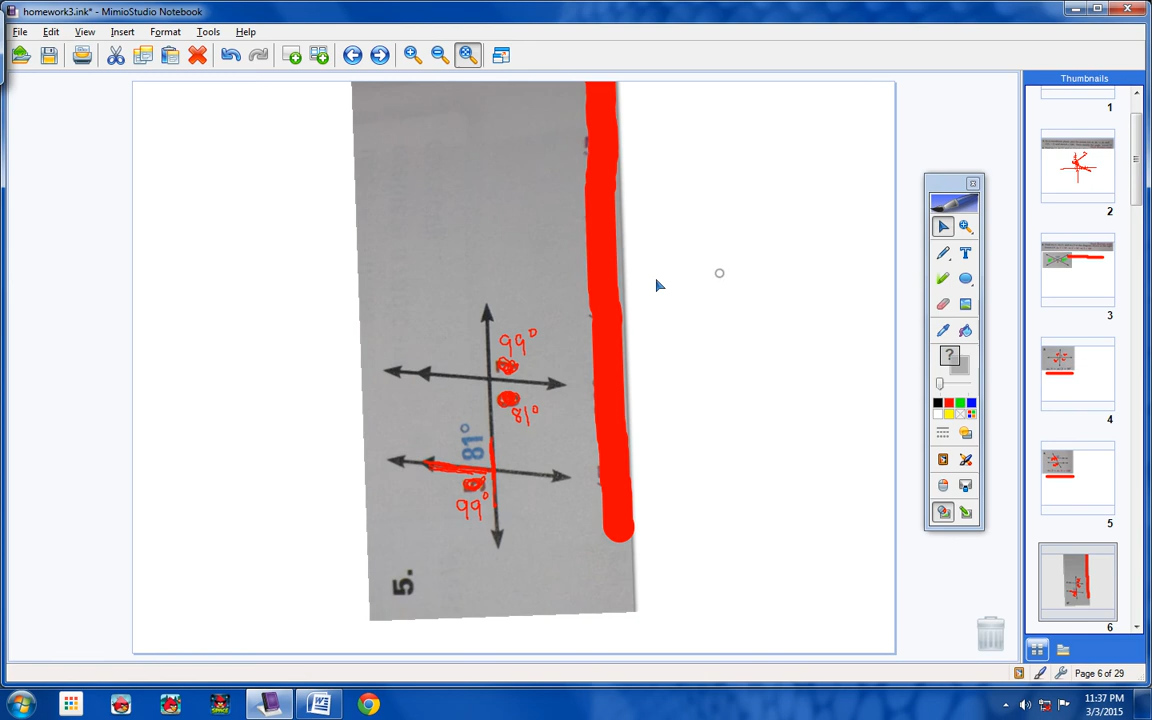 homework3.ink* - MimioStudio Notebook
File Edit View Insert Format Tools Help
Thumbnails
1
2
3
4
5
6
99°
81°
81°
99°
5.
?
Page 6 of 29
11:37 PM
3/3/2015